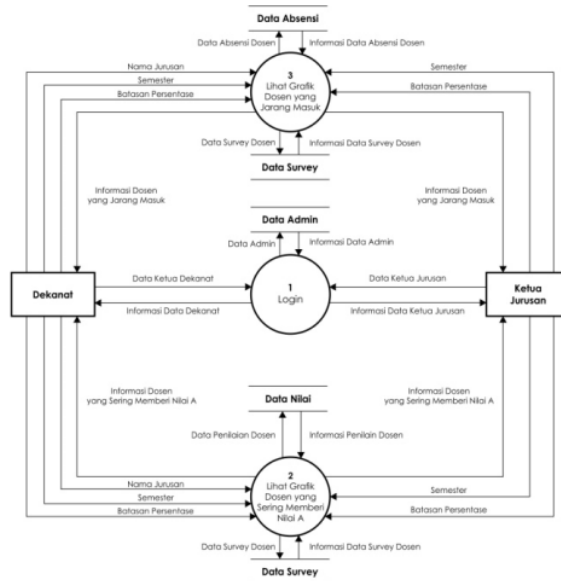 Data Absensi
Data Absensi Dosen
Informasi Data Absensi Dosen
Nama Jurusan
Semester
Batasan Persentase
3
Lihat Grafik
Dosen yang
Jarang Masuk
Semester
Batasan Persentase
Data Survey Dosen
Informasi Data Survey Dosen
Data Survey
Informasi Dosen
yang Jarang Masuk
Informasi Dosen
yang Jarang Masuk
Data Admin
Data Admin
Informasi Data Admin
Dekanat
Data Ketua Dekanat
Informasi Data Dekanat
1
Login
Data Ketua Jurusan
Informasi Data Ketua Jurusan
Ketua
Jurusan
Informasi Dosen
yang Sering Memberi Nilai A
Informasi Dosen
yang Sering Memberi Nilai A
Data Nilai
Data Penilaian Dosen
Informasi Penilain Dosen
Nama Jurusan
Semester
Batasan Persentase
2
Lihat Grafik
Dosen yang
Sering Memberi
Nilai A
Semester
Batasan Persentase
Data Survey Dosen
Informasi Data Survey Dosen
Data Survey